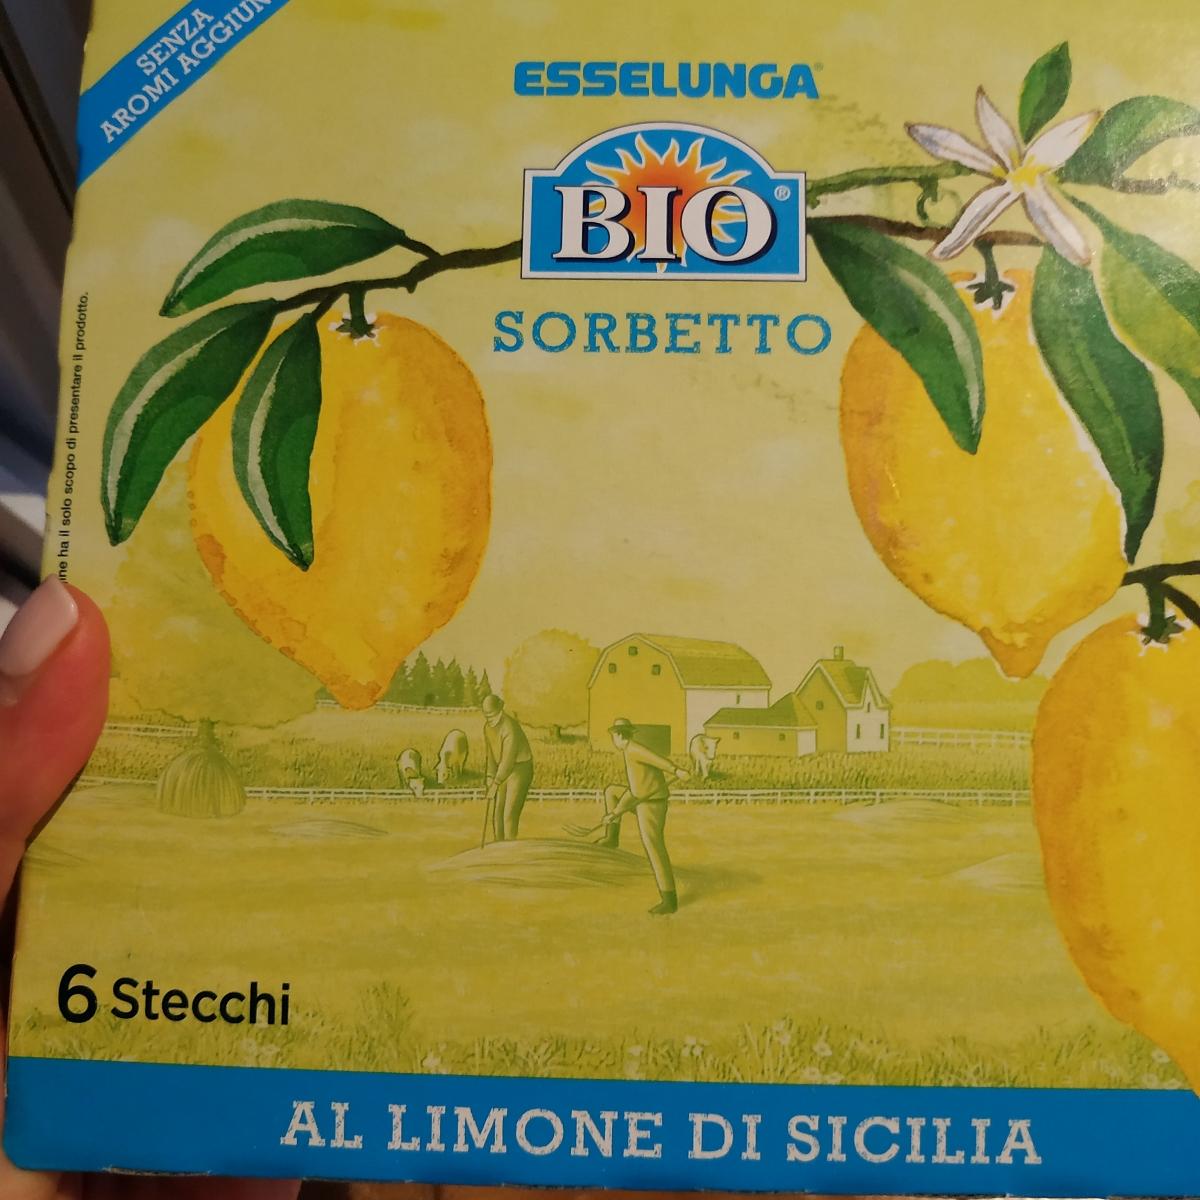 SENZA
AROMI
ESSELUNGA®
BIO®
SORBETTO
ha il solo scopo di presentare il prodotto.
6 Stecchi
AL LIMONE DI SICILIA